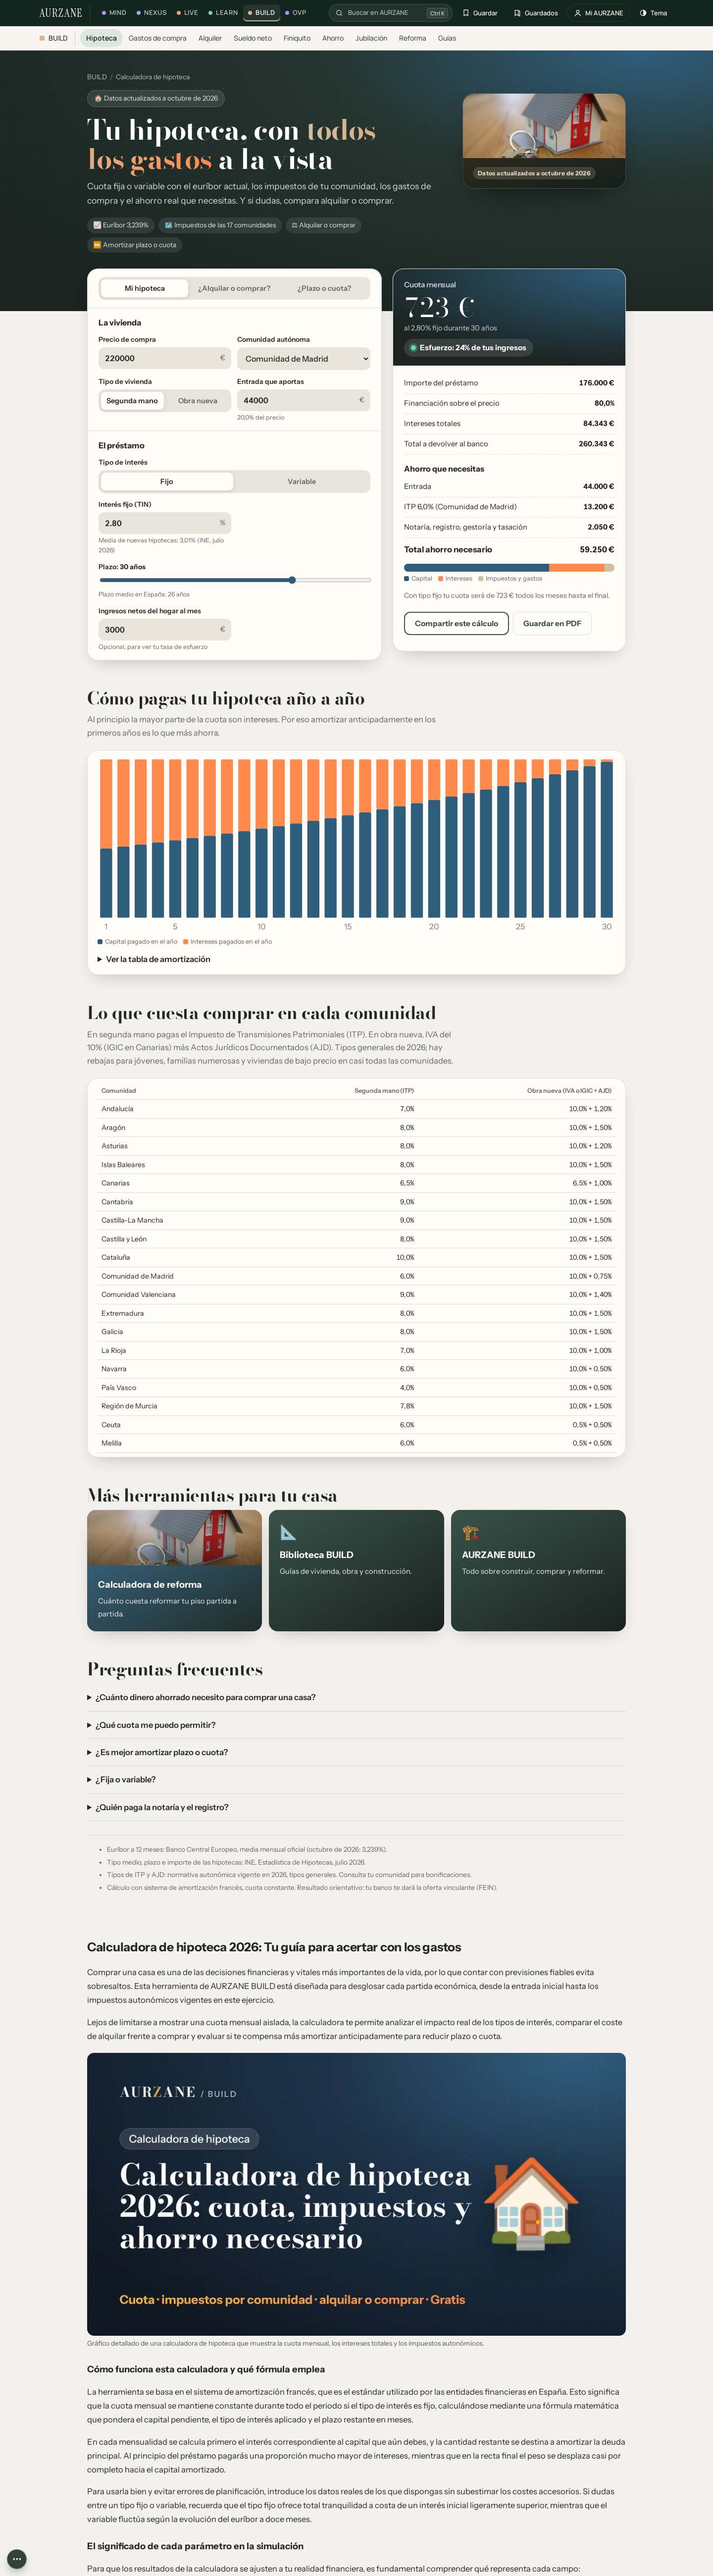 AURZANE
MIND
NEXUS
LIVE
LEARN
BUILD
OVP
Buscar en AURZANE
Ctrl K
Guardar
Guardados
Mi AURZANE
Tema
BUILD
Hipoteca
Gastos de compra
Alquiler
Sueldo neto
Finiquito
Ahorro
Jubilación
Reforma
Guías
BUILD / Calculadora de hipoteca
🏠 Datos actualizados a octubre de 2026
Tu hipoteca, con todos
los gastos a la vista
Cuota fija o variable con el euríbor actual, los impuestos de tu comunidad, los gastos de
compra y el ahorro real que necesitas. Y si dudas, compara alquilar o comprar.
📈 Euríbor 3,239%
🗺️ Impuestos de las 17 comunidades
⚖ Alquilar o comprar
⏩ Amortizar plazo o cuota
Datos actualizados a octubre de 2026
Mi hipoteca
¿Alquilar o comprar?
¿Plazo o cuota?
La vivienda
Precio de compra
Comunidad autónoma
220000 €
Comunidad de Madrid
Tipo de vivienda
Entrada que aportas
Segunda mano
Obra nueva
44000 €
20,0% del precio
El préstamo
Tipo de interés
Fijo
Variable
Interés fijo (TIN)
2.80 %
Media de nuevas hipotecas: 3,01% (INE, julio
2026)
Plazo: 30 años
Plazo medio en España: 26 años
Ingresos netos del hogar al mes
3000 €
Opcional, para ver tu tasa de esfuerzo
Cuota mensual
723 €
al 2,80% fijo durante 30 años
Esfuerzo: 24% de tus ingresos
Importe del préstamo 176.000 €
Financiación sobre el precio 80,0%
Intereses totales 84.343 €
Total a devolver al banco 260.343 €
Ahorro que necesitas
Entrada 44.000 €
ITP 6,0% (Comunidad de Madrid) 13.200 €
Notaría, registro, gestoría y tasación 2.050 €
Total ahorro necesario 59.250 €
Capital
Intereses
Impuestos y gastos
Con tipo fijo tu cuota será de 723 € todos los meses hasta el final.
Compartir este cálculo
Guardar en PDF
Cómo pagas tu hipoteca año a año
Al principio la mayor parte de la cuota son intereses. Por eso amortizar anticipadamente en los
primeros años es lo que más ahorra.
1 5 10 15 20 25 30
Capital pagado en el año
Intereses pagados en el año
▶ Ver la tabla de amortización
Lo que cuesta comprar en cada comunidad
En segunda mano pagas el Impuesto de Transmisiones Patrimoniales (ITP). En obra nueva, IVA del
10% (IGIC en Canarias) más Actos Jurídicos Documentados (AJD). Tipos generales de 2026; hay
rebajas para jóvenes, familias numerosas y viviendas de bajo precio en casi todas las comunidades.
Comunidad Segunda mano (ITP) Obra nueva (IVA o IGIC + AJD)
Andalucía 7,0% 10,0% + 1,20%
Aragón 8,0% 10,0% + 1,50%
Asturias 8,0% 10,0% + 1,20%
Islas Baleares 8,0% 10,0% + 1,50%
Canarias 6,5% 6,5% + 1,00%
Cantabria 9,0% 10,0% + 1,50%
Castilla-La Mancha 9,0% 10,0% + 1,50%
Castilla y León 8,0% 10,0% + 1,50%
Cataluña 10,0% 10,0% + 1,50%
Comunidad de Madrid 6,0% 10,0% + 0,75%
Comunidad Valenciana 9,0% 10,0% + 1,40%
Extremadura 8,0% 10,0% + 1,50%
Galicia 8,0% 10,0% + 1,50%
La Rioja 7,0% 10,0% + 1,00%
Navarra 6,0% 10,0% + 0,50%
País Vasco 4,0% 10,0% + 0,50%
Región de Murcia 7,8% 10,0% + 1,50%
Ceuta 6,0% 0,5% + 0,50%
Melilla 6,0% 0,5% + 0,50%
Más herramientas para tu casa
Calculadora de reforma
Cuánto cuesta reformar tu piso partida a
partida.
Biblioteca BUILD
Guías de vivienda, obra y construcción.
AURZANE BUILD
Todo sobre construir, comprar y reformar.
Preguntas frecuentes
▶ ¿Cuánto dinero ahorrado necesito para comprar una casa?
▶ ¿Qué cuota me puedo permitir?
▶ ¿Es mejor amortizar plazo o cuota?
▶ ¿Fija o variable?
▶ ¿Quién paga la notaría y el registro?
• Euríbor a 12 meses: Banco Central Europeo, media mensual oficial (octubre de 2026: 3,239%).
• Tipo medio, plazo e importe de las hipotecas: INE, Estadística de Hipotecas, julio 2026.
• Tipos de ITP y AJD: normativa autonómica vigente en 2026, tipos generales. Consulta tu comunidad para bonificaciones.
• Cálculo con sistema de amortización francés, cuota constante. Resultado orientativo: tu banco te dará la oferta vinculante (FEIN).
Calculadora de hipoteca 2026: Tu guía para acertar con los gastos
Comprar una casa es una de las decisiones financieras y vitales más importantes de la vida, por lo que contar con previsiones fiables evita
sobresaltos. Esta herramienta de AURZANE BUILD está diseñada para desglosar cada partida económica, desde la entrada inicial hasta los
impuestos autonómicos vigentes en este ejercicio.
Lejos de limitarse a mostrar una cuota mensual aislada, la calculadora te permite analizar el impacto real de los tipos de interés, comparar el coste
de alquilar frente a comprar y evaluar si te compensa más amortizar anticipadamente para reducir plazo o cuota.
AURZANE / BUILD
Calculadora de hipoteca
Calculadora de hipoteca
2026: cuota, impuestos y
ahorro necesario
Cuota · impuestos por comunidad · alquilar o comprar · Gratis
Gráfico detallado de una calculadora de hipoteca que muestra la cuota mensual, los intereses totales y los impuestos autonómicos.
Cómo funciona esta calculadora y qué fórmula emplea
La herramienta se basa en el sistema de amortización francés, que es el estándar utilizado por las entidades financieras en España. Esto significa
que la cuota mensual se mantiene constante durante todo el periodo si el tipo de interés es fijo, calculándose mediante una fórmula matemática
que pondera el capital pendiente, el tipo de interés aplicado y el plazo restante en meses.
En cada mensualidad se calcula primero el interés correspondiente al capital que aún debes, y la cantidad restante se destina a amortizar la deuda
principal. Al principio del préstamo pagarás una proporción mucho mayor de intereses, mientras que en la recta final el peso se desplaza casi por
completo hacia el capital amortizado.
Para usarla bien y evitar errores de planificación, introduce los datos reales de los que dispongas sin subestimar los costes accesorios. Si dudas
entre un tipo fijo o variable, recuerda que el tipo fijo ofrece total tranquilidad a costa de un interés inicial ligeramente superior, mientras que el
variable fluctúa según la evolución del euríbor a doce meses.
El significado de cada parámetro en la simulación
Para que los resultados de la calculadora se ajusten a tu realidad financiera, es fundamental comprender qué representa cada campo: